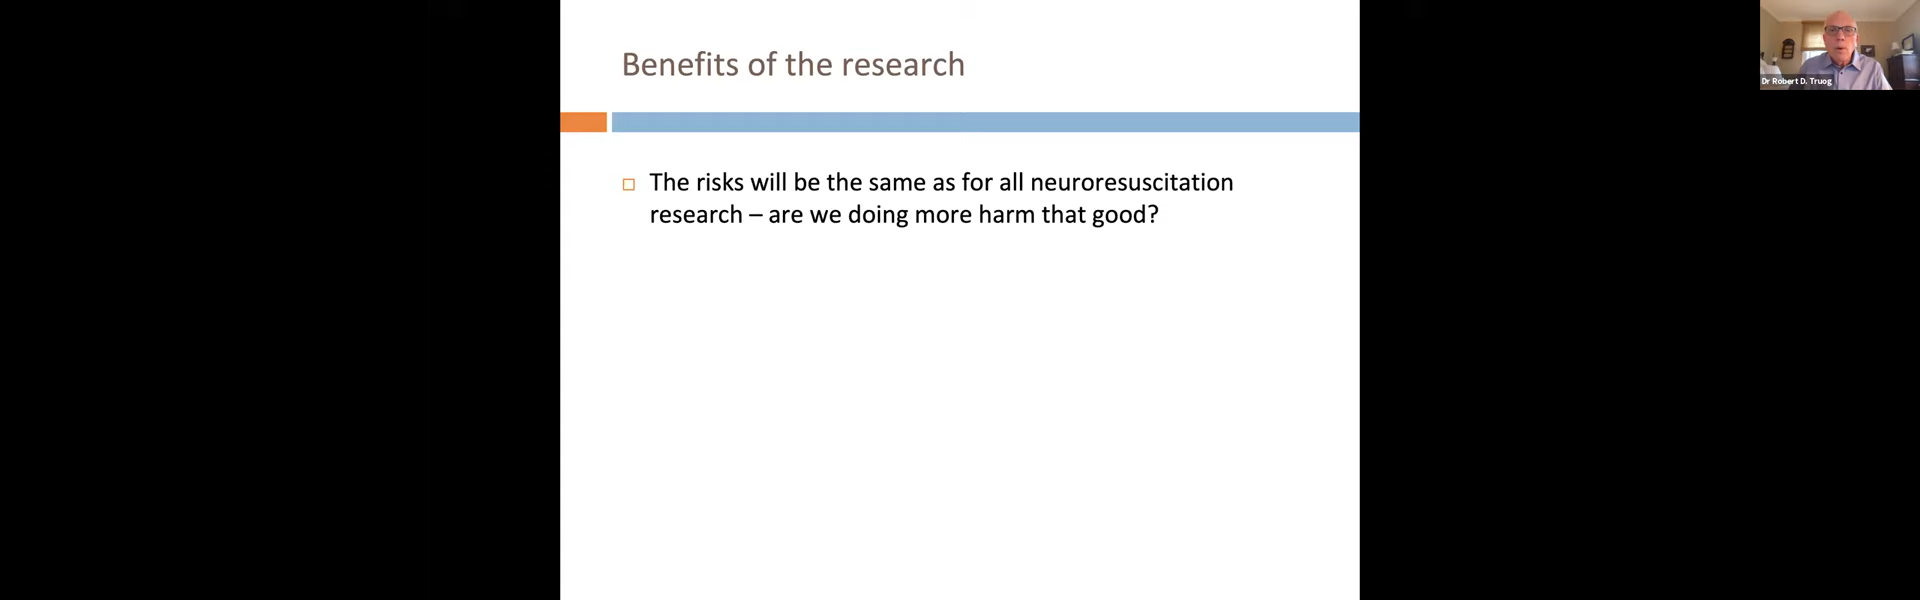 Benefits of the research
The risks will be the same as for all neuroresuscitation
research – are we doing more harm that good?
Dr Robert D. Truog